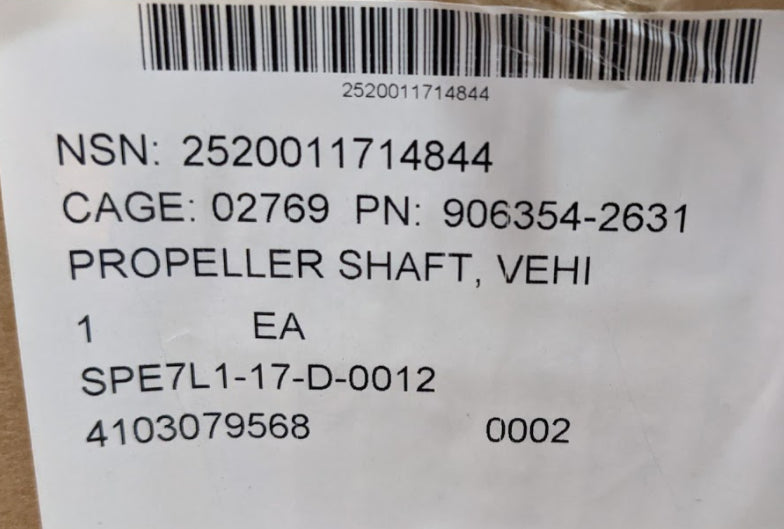 2520011714844
NSN: 2520011714844
CAGE: 02769 PN: 906354-2631
PROPELLER SHAFT, VEHI
1 EA
SPE7L1-17-D-0012
4103079568 0002